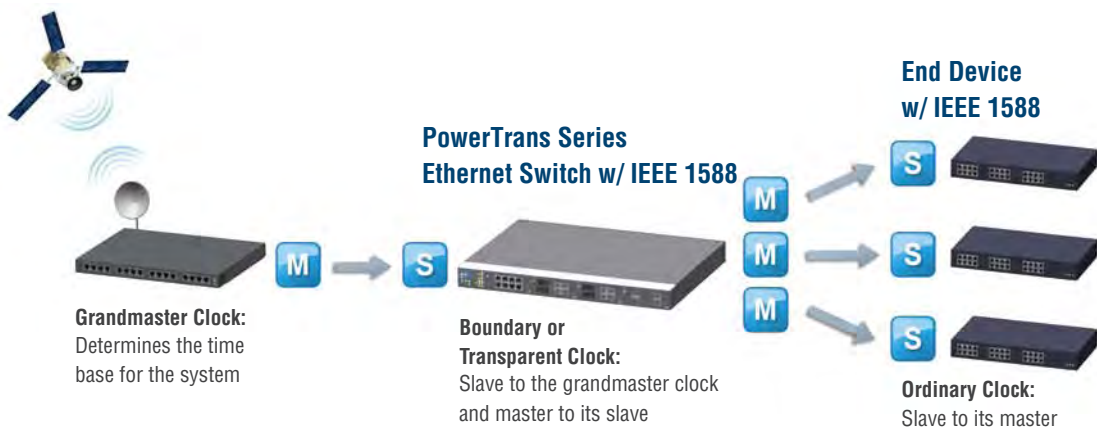 End Device
w/ IEEE 1588
PowerTrans Series
Ethernet Switch w/ IEEE 1588
S
M
M
S
M
S
M
S
Grandmaster Clock:
Determines the time
base for the system
Boundary or
Transparent Clock:
Slave to the grandmaster clock
and master to its slave
Ordinary Clock:
Slave to its master